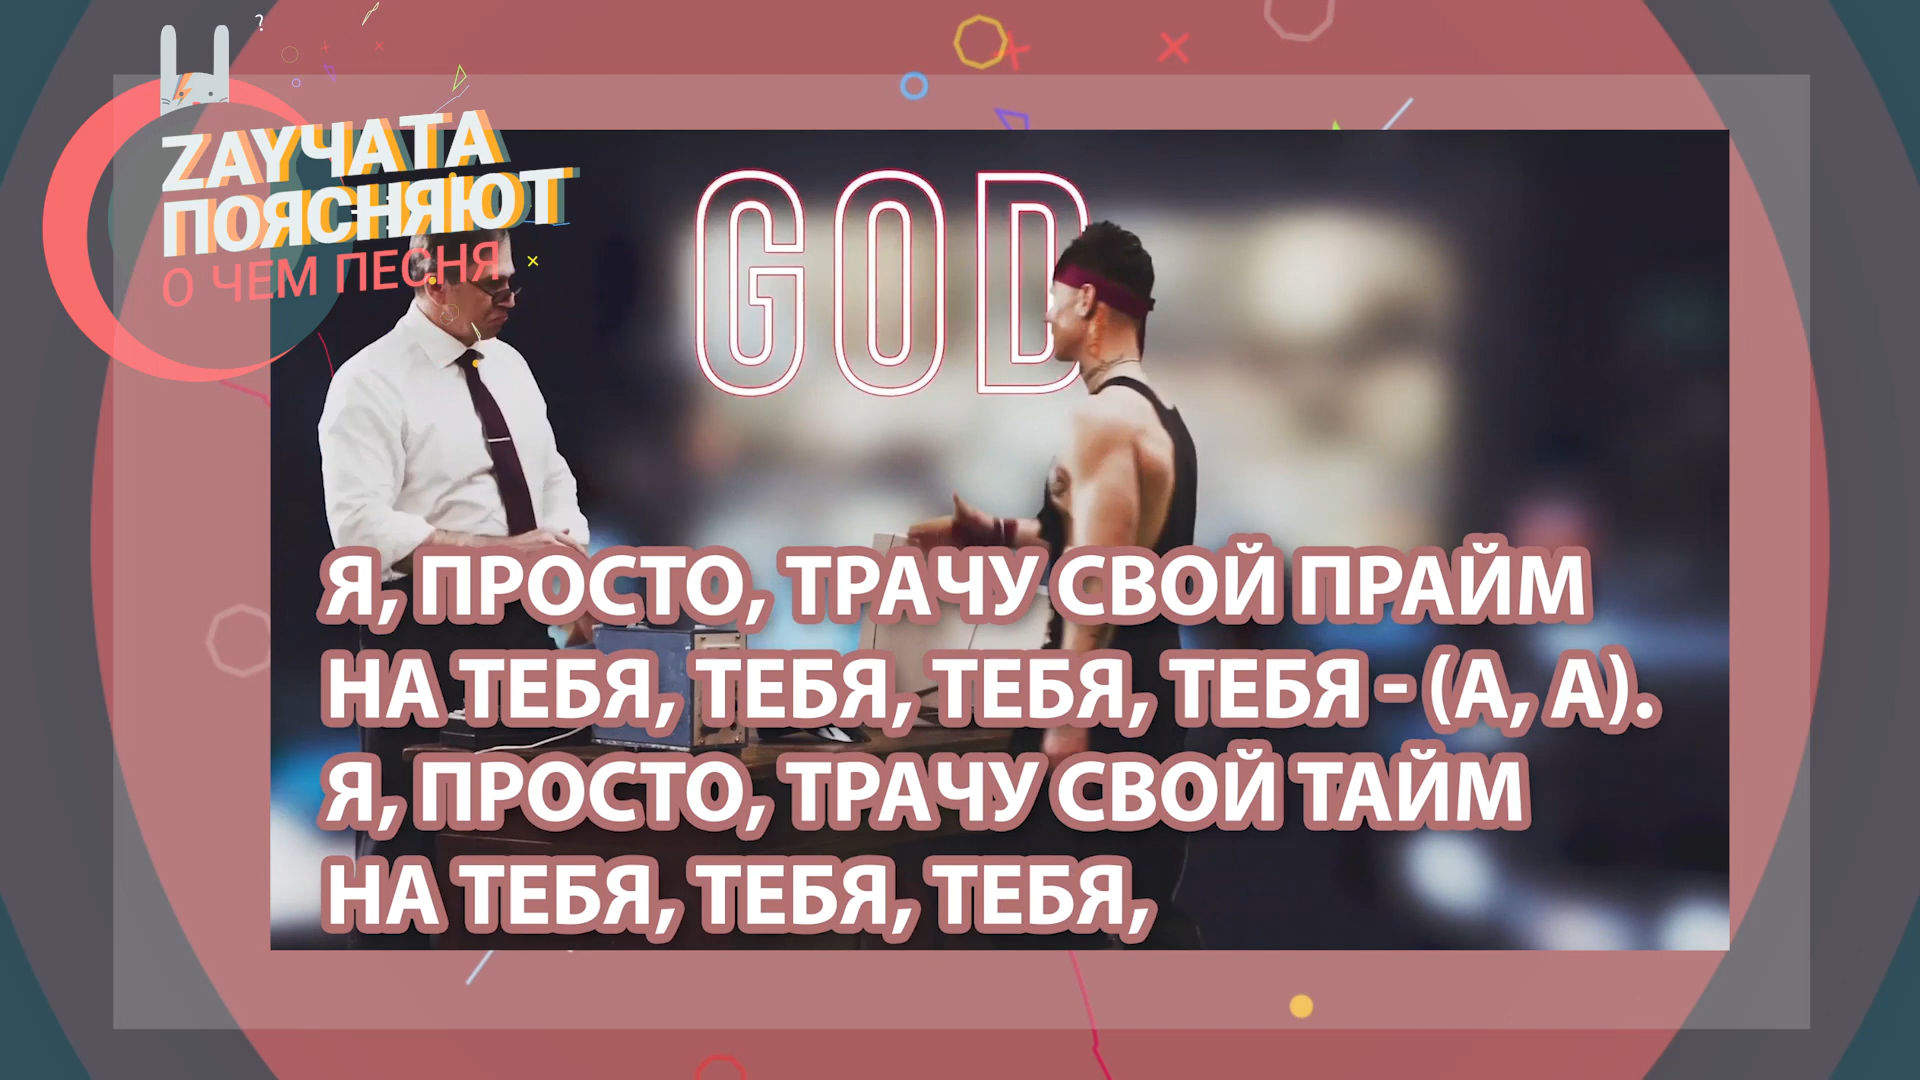 ?
ZAYЧАТА
ПОЯСНЯЮТ
О ЧЕМ ПЕСНЯ
GOD
Я, ПРОСТО, ТРАЧУ СВОЙ ПРАЙМ
НА ТЕБЯ, ТЕБЯ, ТЕБЯ, ТЕБЯ - (А, А).
Я, ПРОСТО, ТРАЧУ СВОЙ ТАЙМ
НА ТЕБЯ, ТЕБЯ, ТЕБЯ,